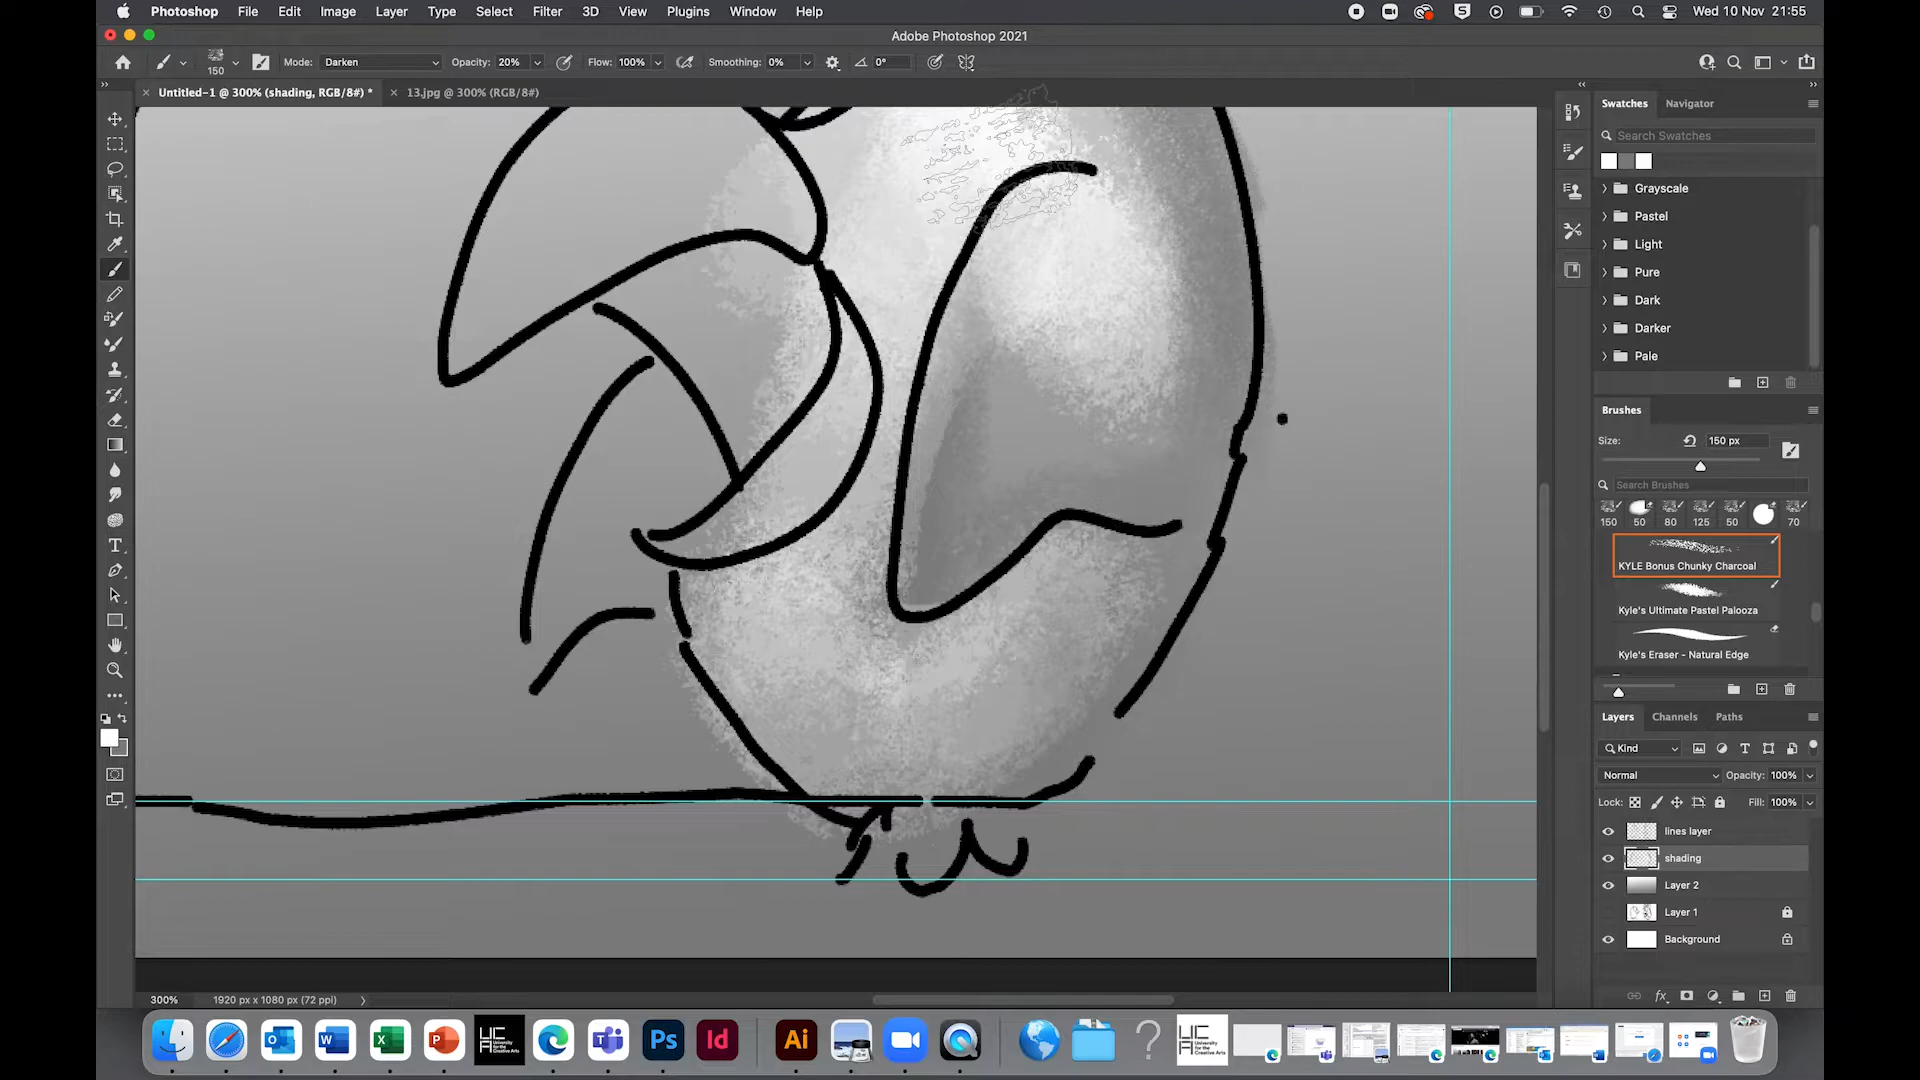 Photoshop File Edit Image Layer Type Select Filter 3D View Plugins Window Help Wed 10 Nov 21:55
Adobe Photoshop 2021
150 Mode: Darken Opacity: 20% Flow: 100% Smoothing: 0% 0°
Untitled-1 @ 300% (shading, RGB/8#) * 13.jpg @ 300% (RGB/8#)
Swatches Navigator
Search Swatches
Grayscale
Pastel
Light
Pure
Dark
Darker
Pale
Brushes
Size: 150 px
Search Brushes
150 50 80 125 50 70
KYLE Bonus Chunky Charcoal
Kyle's Ultimate Pastel Palooza
Kyle's Eraser - Natural Edge
Layers Channels Paths
Kind
Normal Opacity: 100%
Lock: Fill: 100%
lines layer
shading
Layer 2
Layer 1
Background
300% 1920 px x 1080 px (72 ppi)
Ps Id Ai
University for the Creative Arts